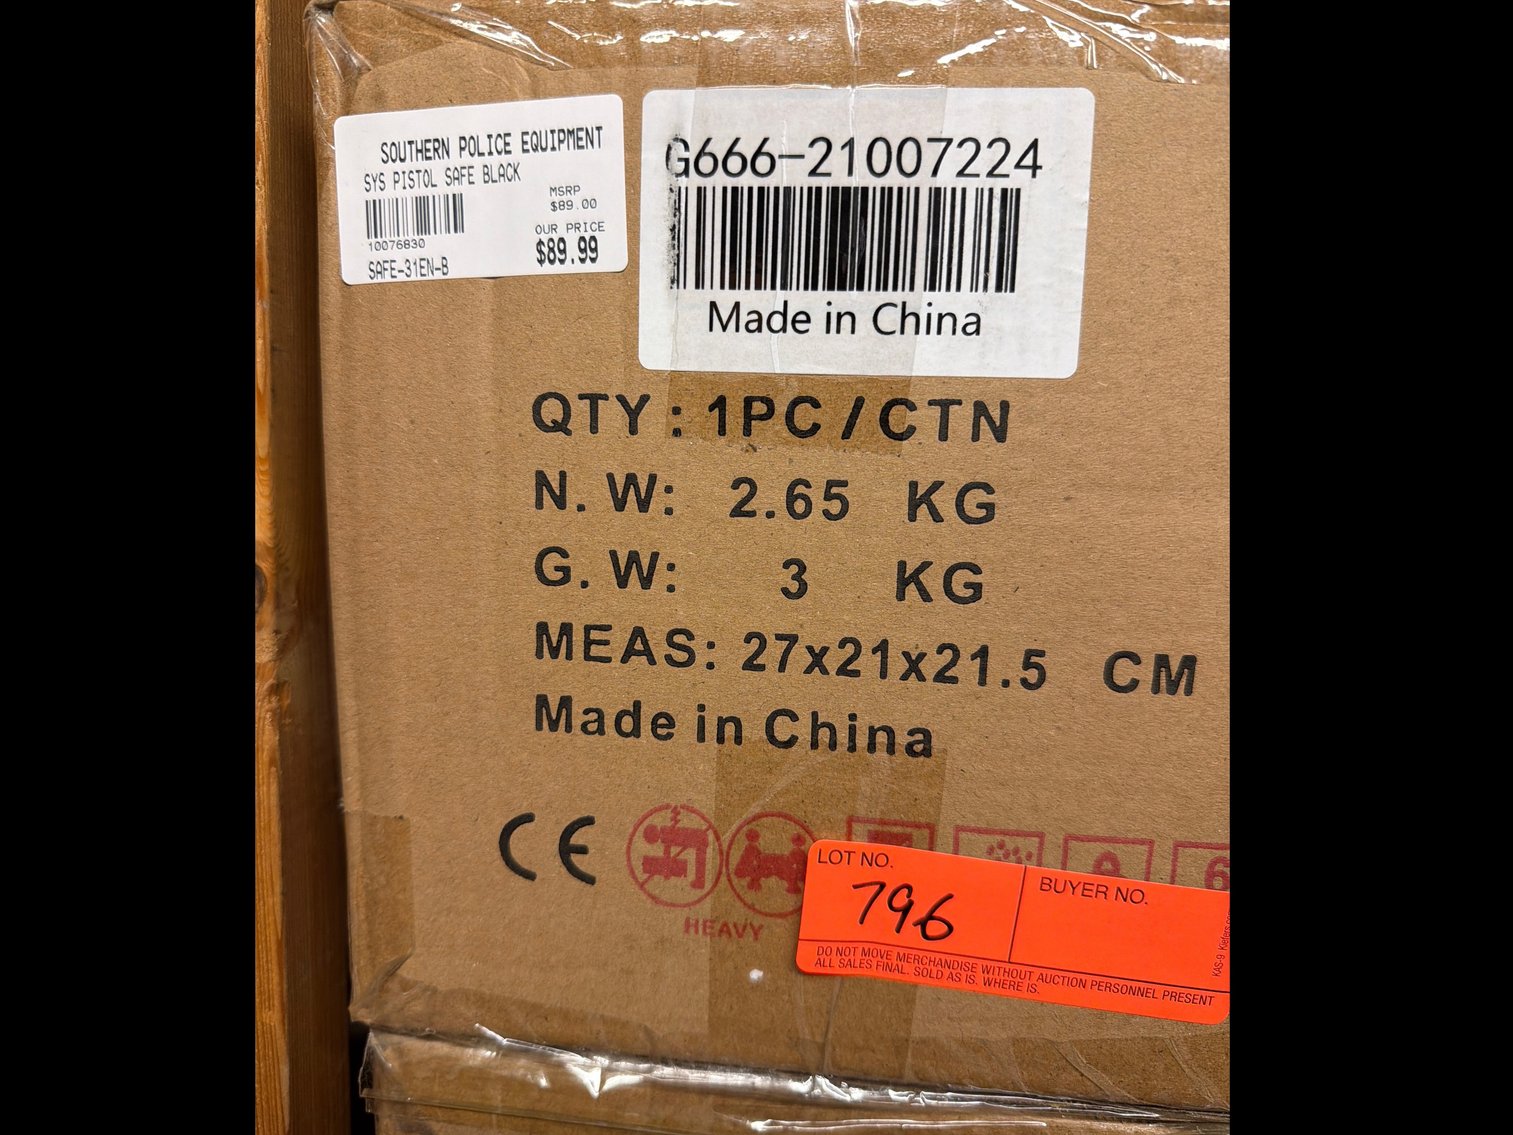 SOUTHERN POLICE EQUIPMENT
SYS PISTOL SAFE BLACK
MSRP
$89.00
10076830
OUR PRICE
$89.99
SAFE-31EN-B
G666-21007224
Made in China
QTY : 1PC / CTN
N. W: 2.65 KG
G. W: 3 KG
MEAS: 27x21x21.5 CM
Made in China
CE
6
HEAVY
LOT NO.
796
BUYER NO.
DO NOT MOVE MERCHANDISE WITHOUT AUCTION PERSONNEL PRESENT
ALL SALES FINAL. SOLD AS IS. WHERE IS.
KAS-9